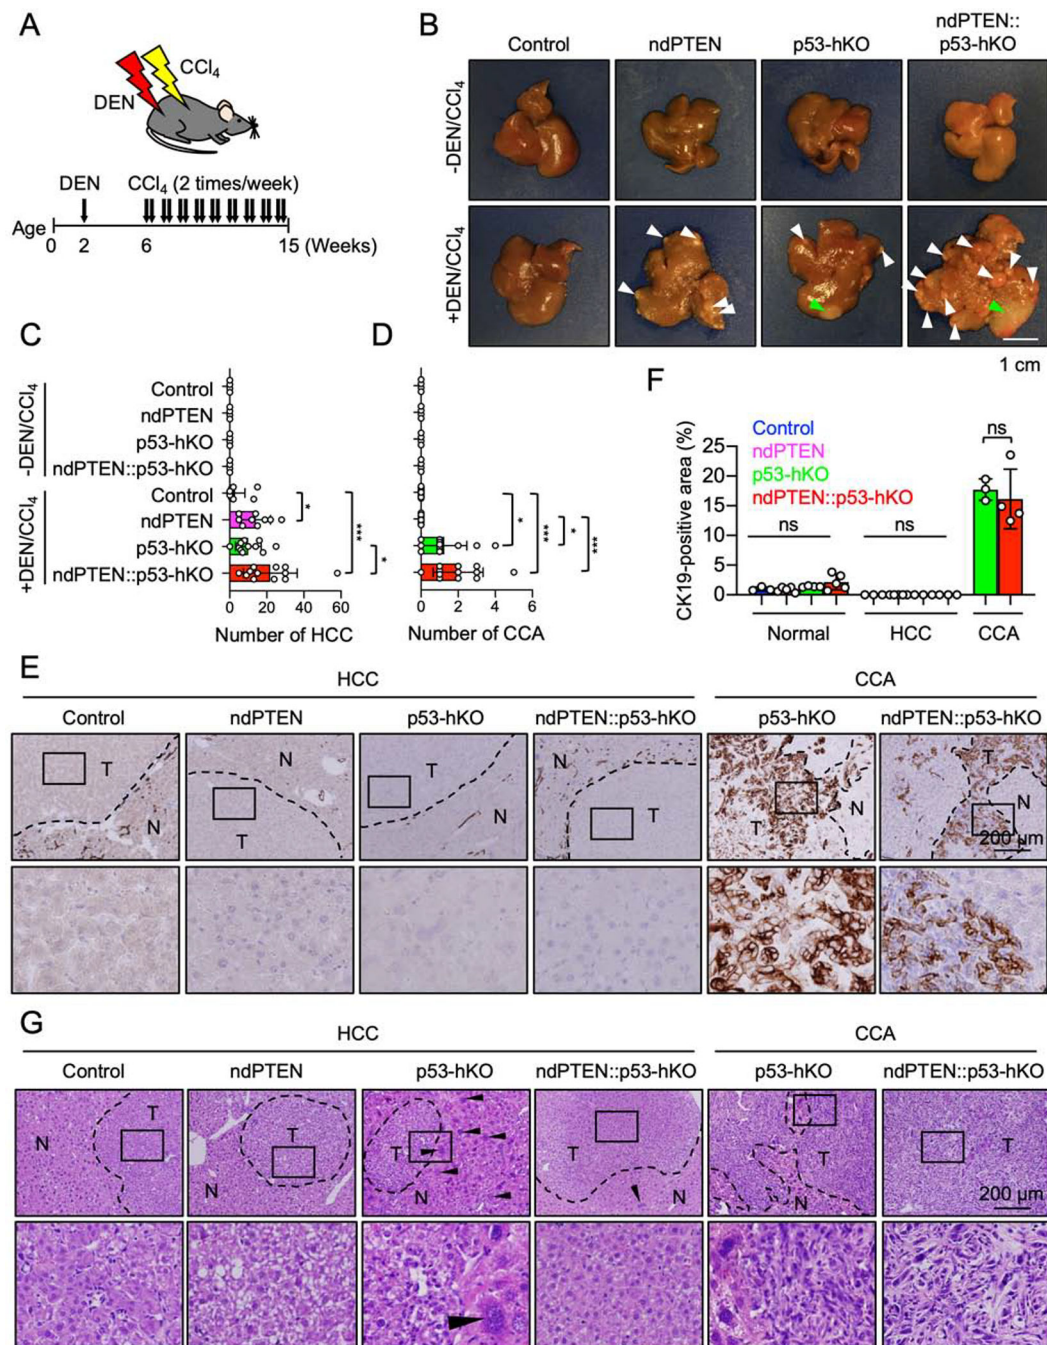 A
CCl4
DEN
DEN CCl4 (2 times/week)
Age
0 2 6 15 (Weeks)
B
Control ndPTEN p53-hKO ndPTEN::
p53-hKO
-DEN/CCl4
+DEN/CCl4
1 cm
C
-DEN/CCl4
Control
ndPTEN
p53-hKO
ndPTEN::p53-hKO
+DEN/CCl4
Control
ndPTEN
p53-hKO
ndPTEN::p53-hKO
*
***
*
0 20 40 60
Number of HCC
D
*
***
*
***
0 2 4 6
Number of CCA
F
CK19-positive area (%)
Control
ndPTEN
p53-hKO
ndPTEN::p53-hKO
25
20
15
10
5
0
ns ns ns
Normal HCC CCA
E
HCC CCA
Control ndPTEN p53-hKO ndPTEN::p53-hKO p53-hKO ndPTEN::p53-hKO
T N
N T
T N
N T
T N
T N
200 µm
G
HCC CCA
Control ndPTEN p53-hKO ndPTEN::p53-hKO p53-hKO ndPTEN::p53-hKO
N T
T N
T N
T N
T N
T
200 µm